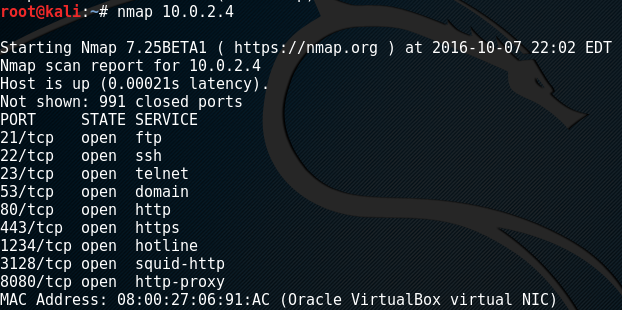 root@kali:~# nmap 10.0.2.4
Starting Nmap 7.25BETA1 ( https://nmap.org ) at 2016-10-07 22:02 EDT
Nmap scan report for 10.0.2.4
Host is up (0.00021s latency).
Not shown: 991 closed ports
PORT     STATE SERVICE
21/tcp   open  ftp
22/tcp   open  ssh
23/tcp   open  telnet
53/tcp   open  domain
80/tcp   open  http
443/tcp  open  https
1234/tcp open  hotline
3128/tcp open  squid-http
8080/tcp open  http-proxy
MAC Address: 08:00:27:06:91:AC (Oracle VirtualBox virtual NIC)